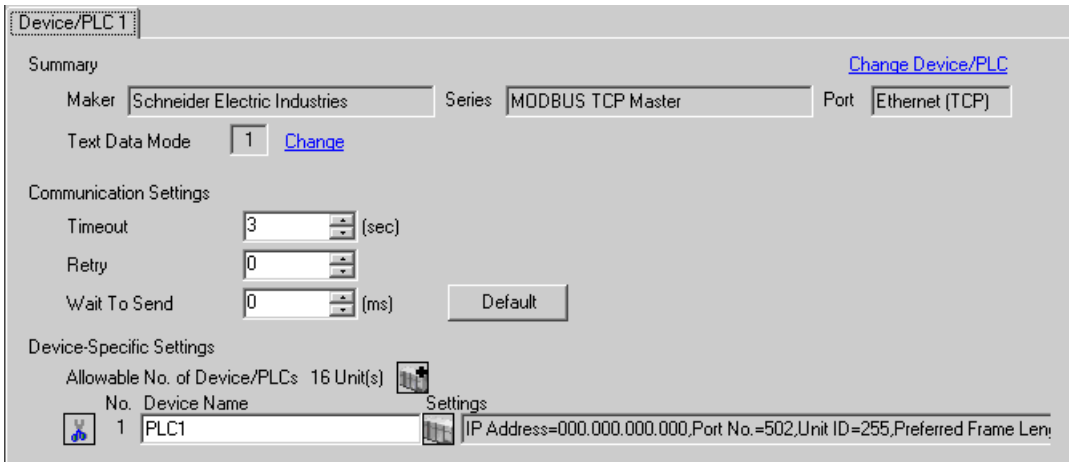 Device/PLC 1
Summary Change Device/PLC
Maker Schneider Electric Industries Series MODBUS TCP Master Port Ethernet (TCP)
Text Data Mode 1 Change
Communication Settings
Timeout 3 (sec)
Retry 0
Wait To Send 0 (ms) Default
Device-Specific Settings
Allowable No. of Device/PLCs 16 Unit(s)
No. Device Name Settings
1 PLC1 IP Address=000.000.000.000,Port No.=502,Unit ID=255,Preferred Frame